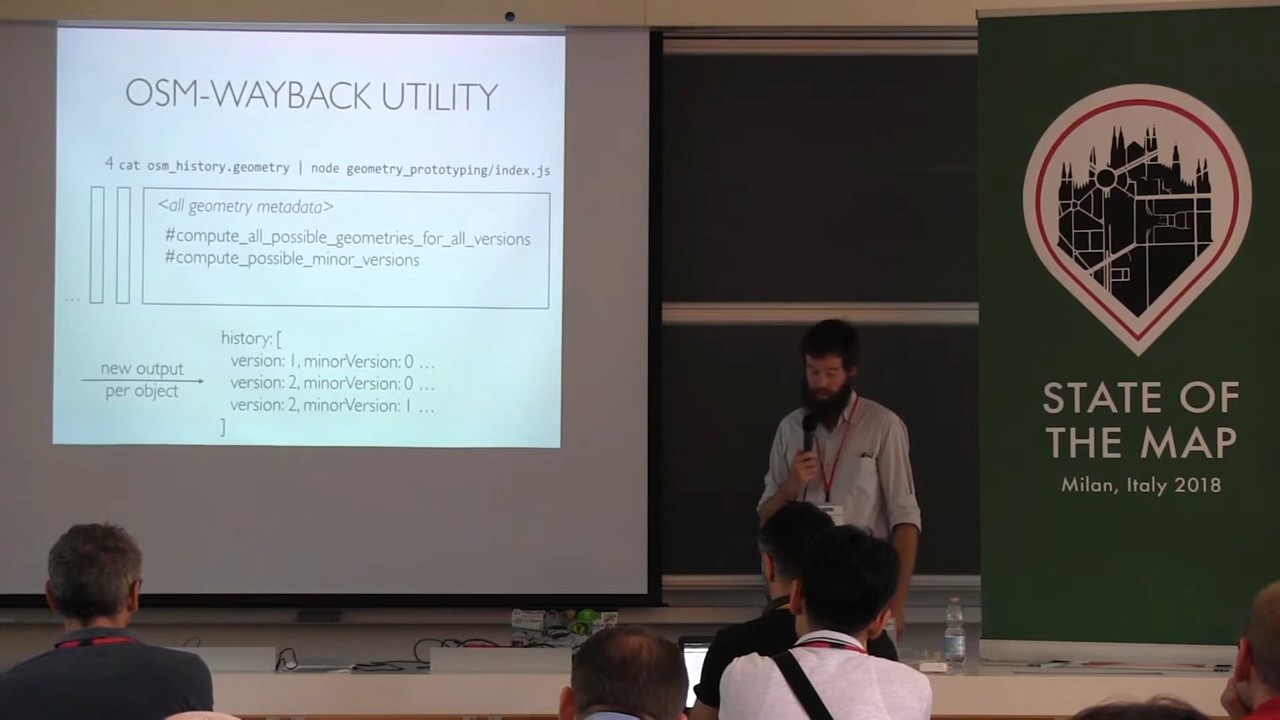 OSM-WAYBACK UTILITY
4 cat osm_history.geometry | node geometry_prototyping/index.js
<all geometry metadata>
#compute_all_possible_geometries_for_all_versions
#compute_possible_minor_versions
...
history: [
version: 1, minorVersion: 0 ...
version: 2, minorVersion: 0 ...
version: 2, minorVersion: 1 ...
]
new output
per object
STATE OF
THE MAP
Milan, Italy 2018